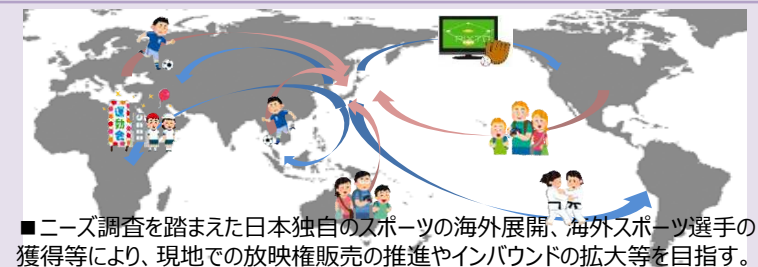 運動会
■ニーズ調査を踏まえた日本独自のスポーツの海外展開、海外スポーツ選手の
獲得等により、現地での放映権販売の推進やインバウンドの拡大等を目指す。